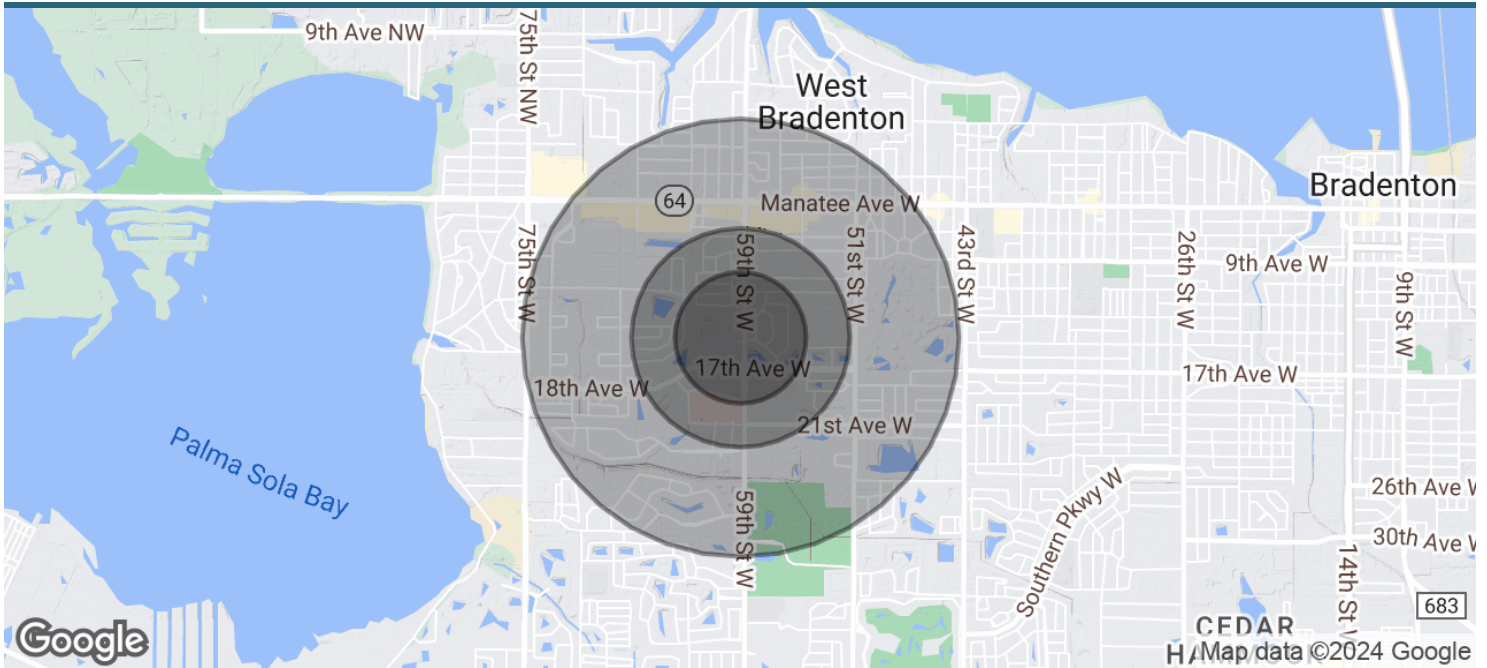 9th Ave NW
75th St NW
West
Bradenton
Bradenton
64
Manatee Ave W
75th St W
59th St W
51st St W
43rd St W
26th St W
9th Ave W
9th St W
17th Ave W
17th Ave W
18th Ave W
21st Ave W
Palma Sola Bay
59th St W
Southern Pkwy W
26th Ave W
30th Ave W
14th St W
683
CEDAR
Google
Map data ©2024 Google